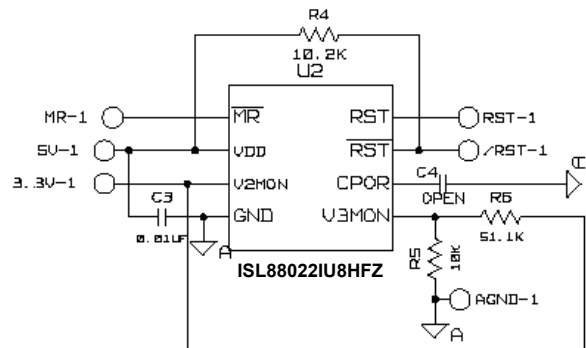 R4
10.2K
U2
MR-1
MR
RST
RST-1
5V-1
VDD
RST
/RST-1
3.3V-1
V2MON
CPOR
C4
OPEN
A
C3
0.01UF
GND
V3MON
R6
51.1K
A
R5
10K
ISL88022IU8HFZ
AGND-1
A